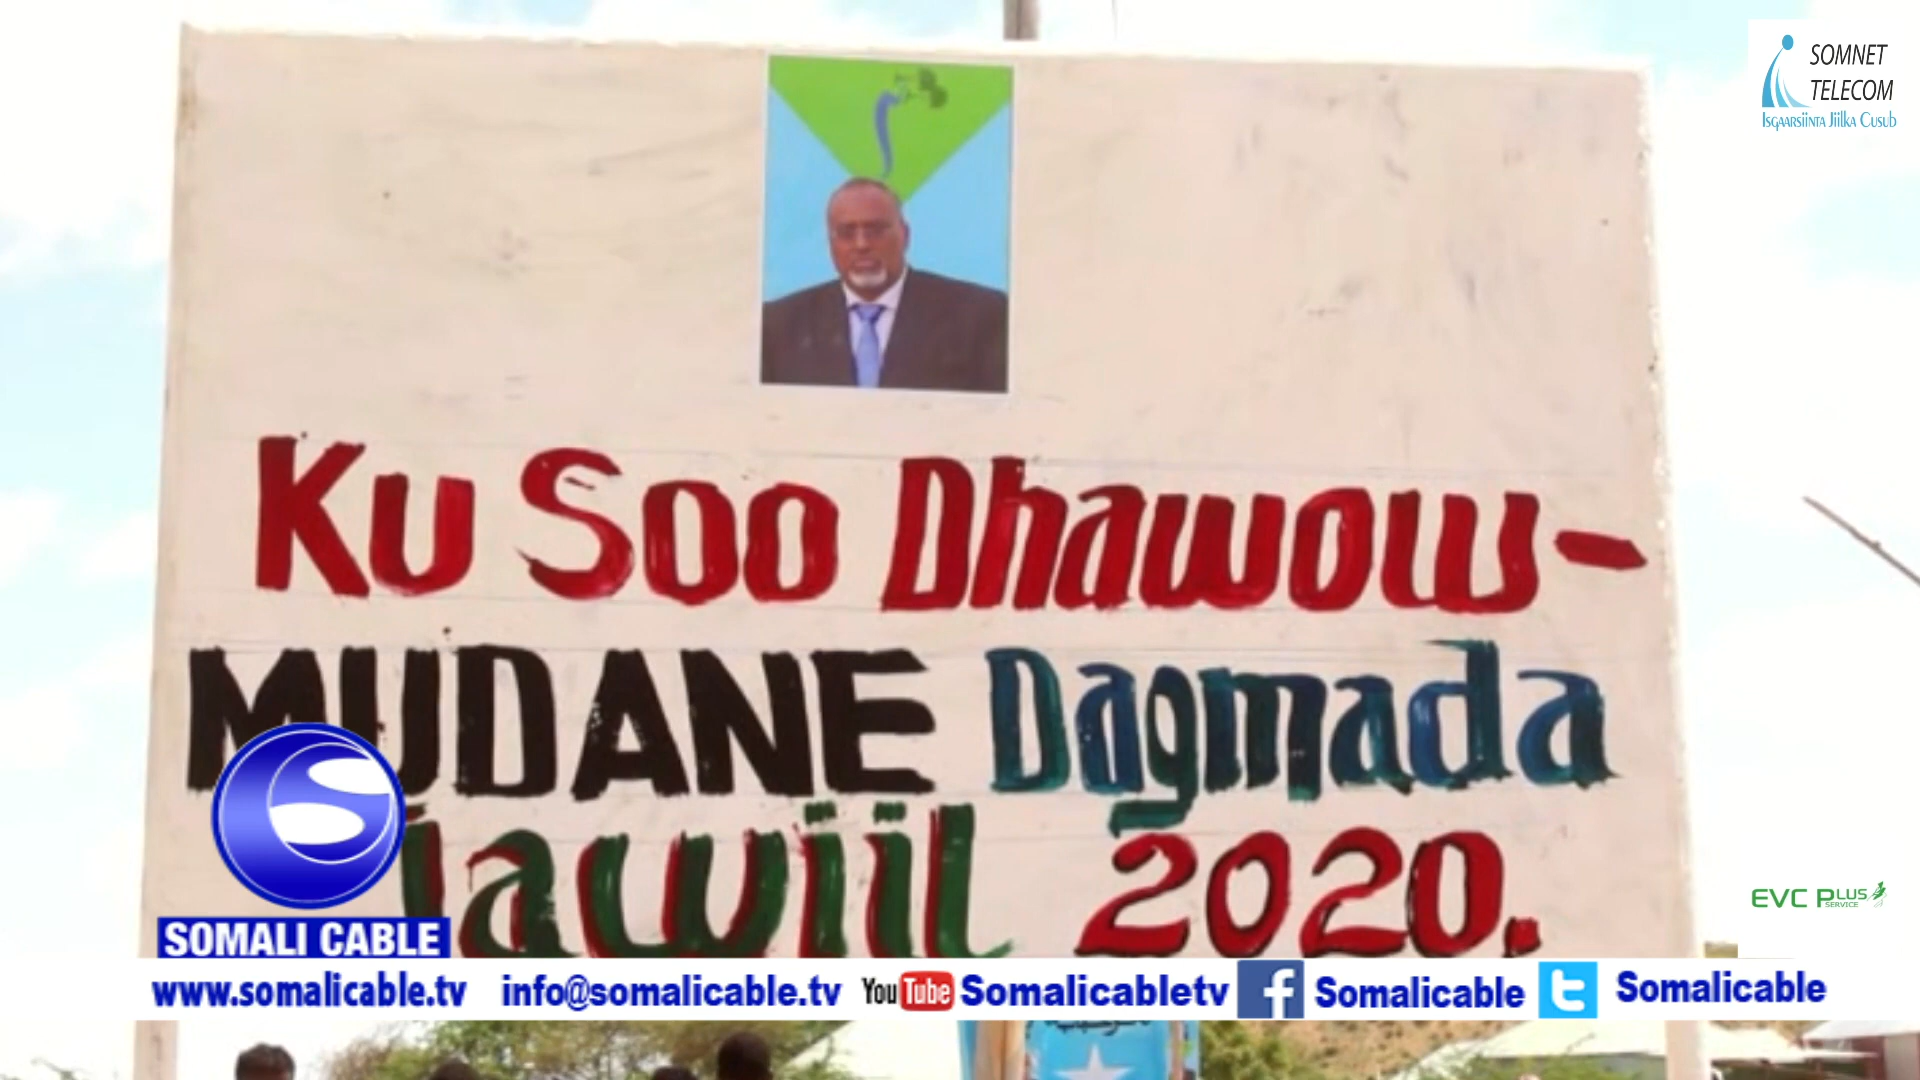 SOMNET
TELECOM
Isgaarsiinta Jiilka Cusub
Ku Soo Dhawow-
MUDANE Dagmada
2020.
EVC PLUS
SERVICE
SOMALI CABLE
www.somalicable.tv info@somalicable.tv YouTube Somalicabletv f Somalicable Somalicable